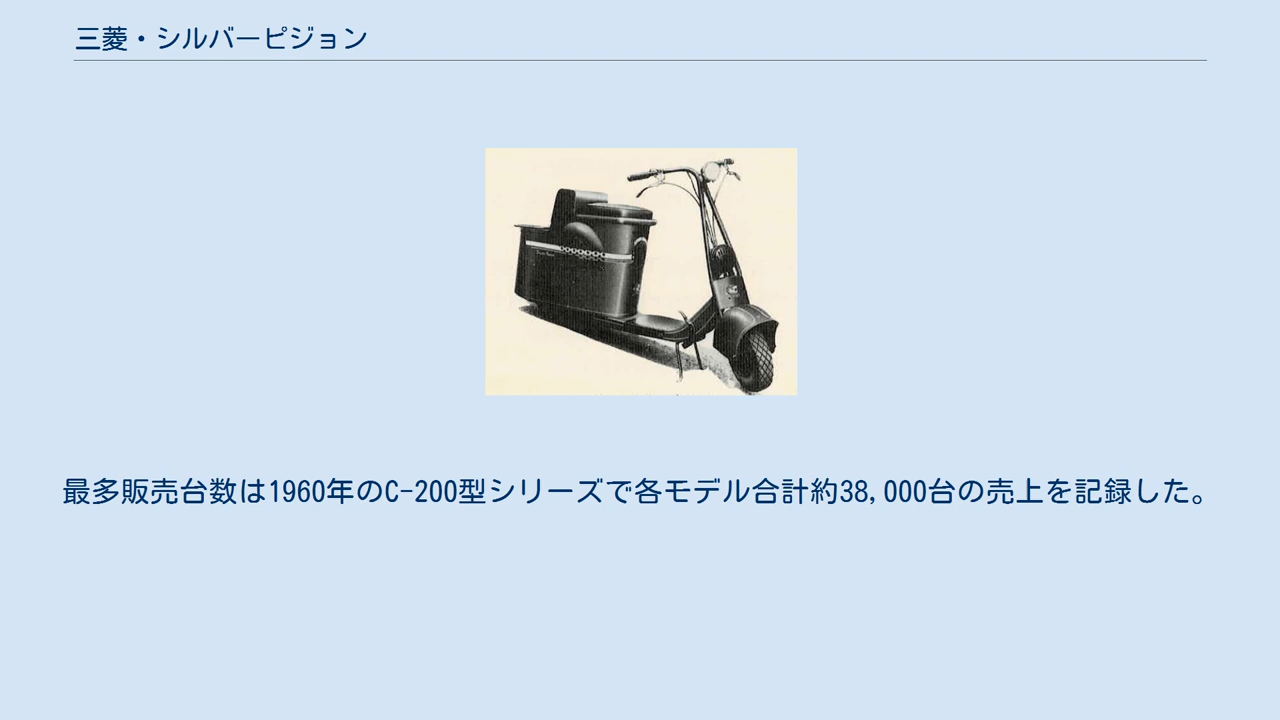 三菱・シルバーピジョン
最多販売台数は1960年のC-200型シリーズで各モデル合計約38,000台の売上を記録した。